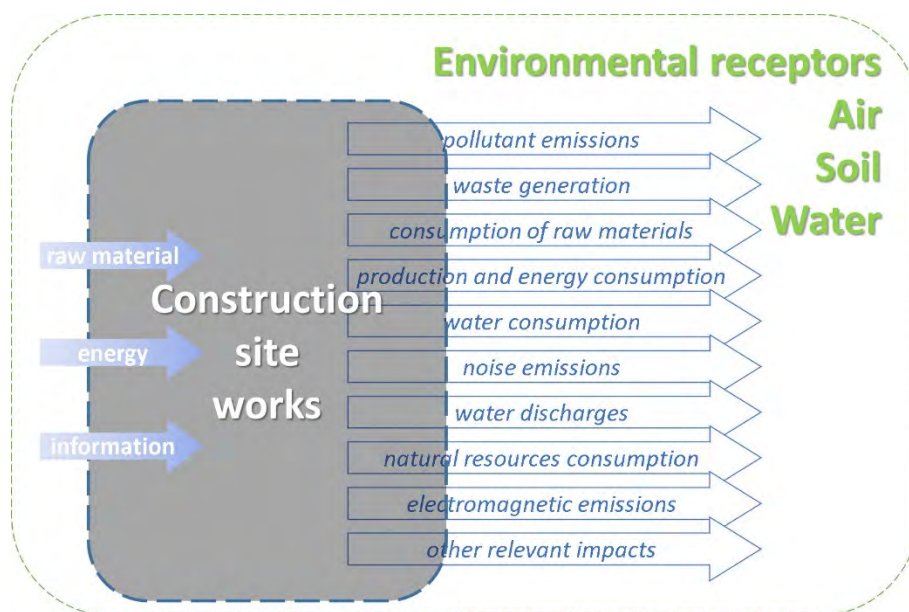 Environmental receptors
Air
Soil
Water
raw material
energy
information
Construction
site
works
pollutant emissions
waste generation
consumption of raw materials
production and energy consumption
water consumption
noise emissions
water discharges
natural resources consumption
electromagnetic emissions
other relevant impacts